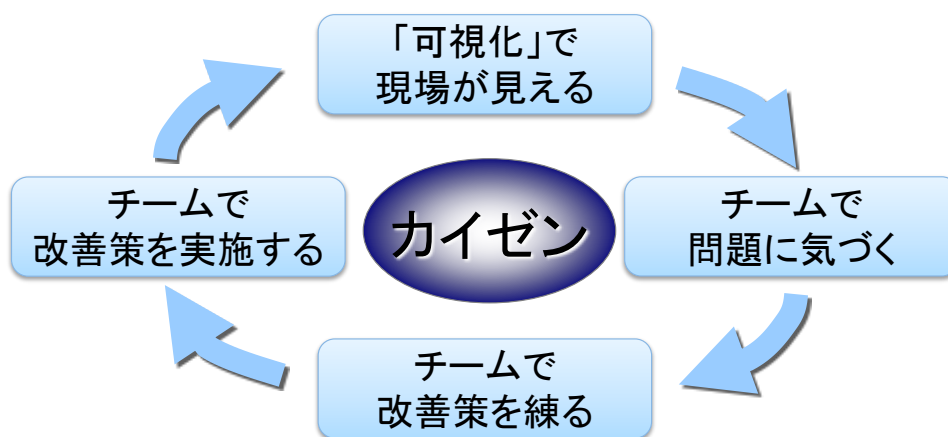 「可視化」で
現場が見える
チームで
問題に気づく
チームで
改善策を練る
チームで
改善策を実施する
カイゼン